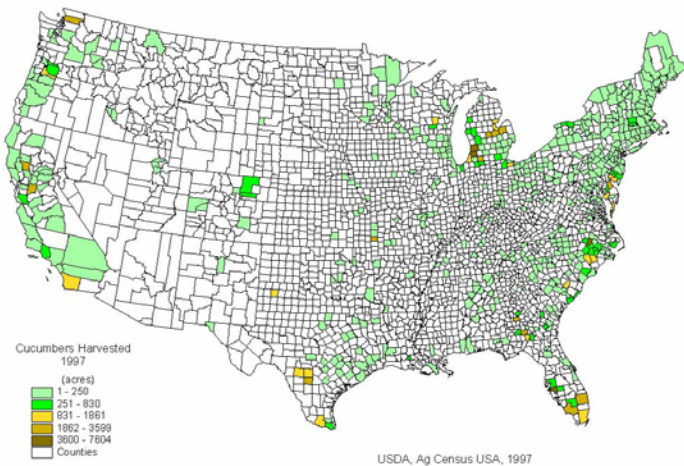 Cucumbers Harvested
1997
(acres)
1 - 250
251 - 830
831 - 1861
1862 - 3599
3600 - 7604
Counties
USDA, Ag Census USA, 1997